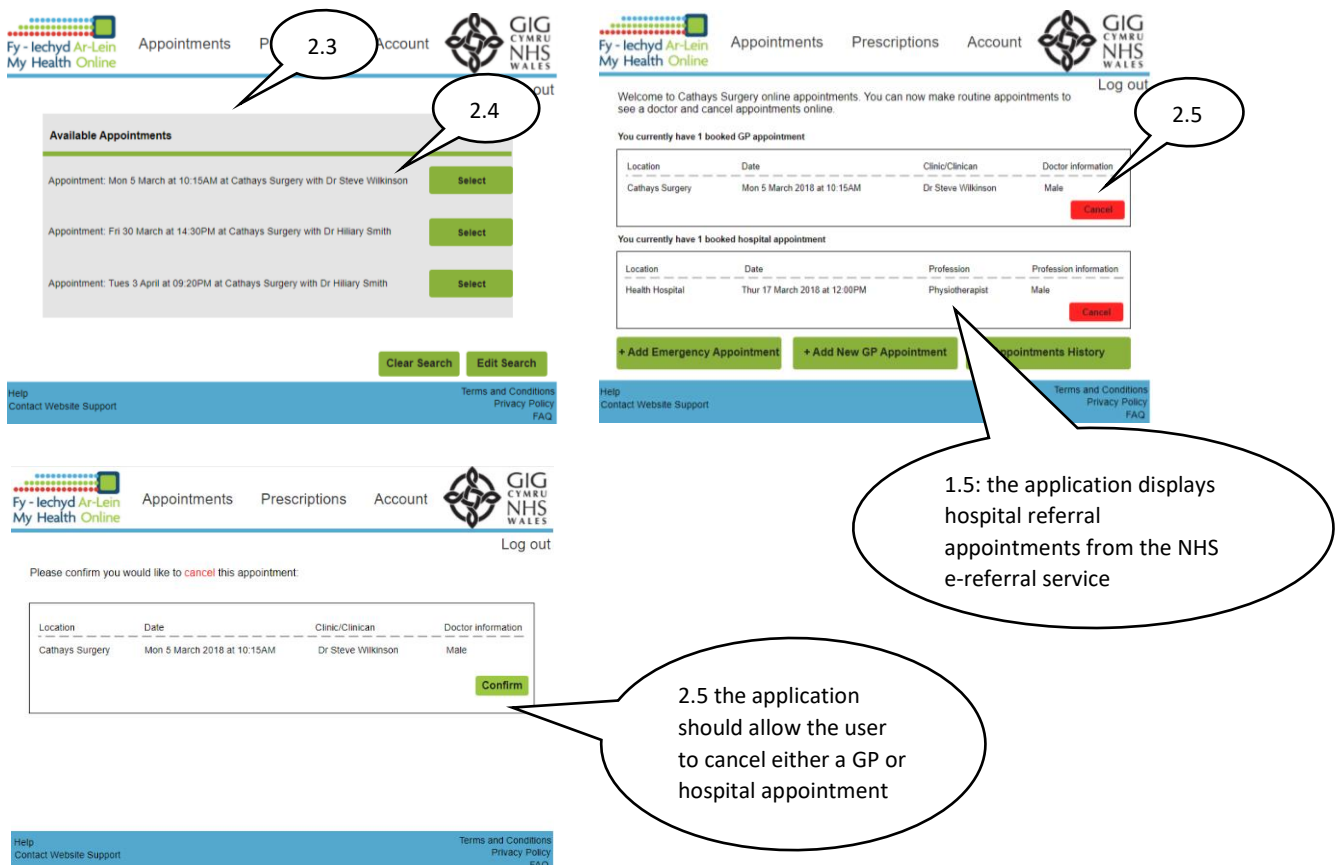 Fy - Iechyd Ar-Lein
My Health Online
Appointments P Account
GIG
CYMRU
NHS
WALES
out
2.3
2.4
Available Appointments
Appointment: Mon 5 March at 10:15AM at Cathays Surgery with Dr Steve Wilkinson Select
Appointment: Fri 30 March at 14:30PM at Cathays Surgery with Dr Hiliary Smith Select
Appointment: Tues 3 April at 09:20PM at Cathays Surgery with Dr Hiliary Smith Select
Clear Search Edit Search
Help
Contact Website Support
Terms and Conditions
Privacy Policy
FAQ
Fy - Iechyd Ar-Lein
My Health Online
Appointments Prescriptions Account
GIG
CYMRU
NHS
WALES
Log out
2.5
Welcome to Cathays Surgery online appointments. You can now make routine appointments to
see a doctor and cancel appointments online.
You currently have 1 booked GP appointment
Location Date Clinic/Clinican Doctor information
Cathays Surgery Mon 5 March 2018 at 10:15AM Dr Steve Wilkinson Male
Cancel
You currently have 1 booked hospital appointment
Location Date Profession Profession information
Health Hospital Thur 17 March 2018 at 12:00PM Physiotherapist Male
Cancel
+ Add Emergency Appointment + Add New GP Appointment ppointments History
Help
Contact Website Support
Terms and Conditions
Privacy Policy
FAQ
1.5: the application displays
hospital referral
appointments from the NHS
e-referral service
Fy - Iechyd Ar-Lein
My Health Online
Appointments Prescriptions Account
GIG
CYMRU
NHS
WALES
Log out
Please confirm you would like to cancel this appointment:
Location Date Clinic/Clinican Doctor information
Cathays Surgery Mon 5 March 2018 at 10:15AM Dr Steve Wilkinson Male
Confirm
2.5 the application
should allow the user
to cancel either a GP or
hospital appointment
Help
Contact Website Support
Terms and Conditions
Privacy Policy
FAQ